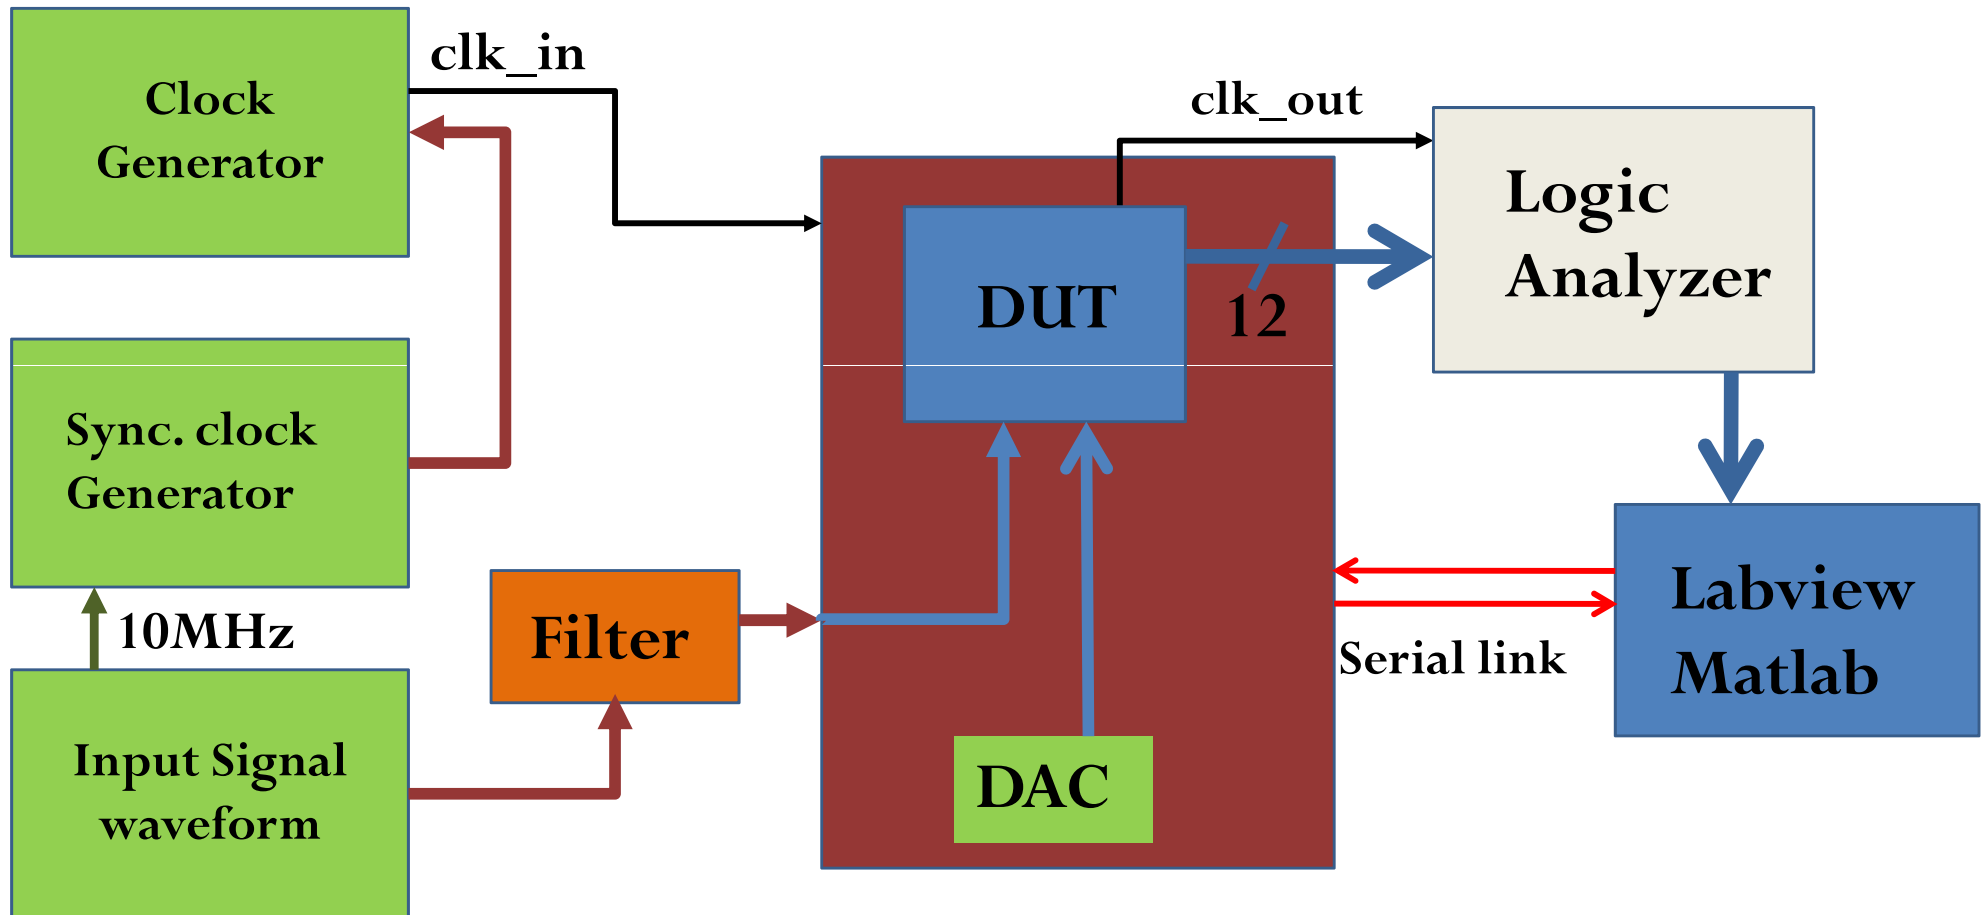 Clock
Generator
clk_in
clk_out
Logic
Analyzer
DUT
12
Sync. clock
Generator
10MHz
Filter
Serial link
Labview
Matlab
Input Signal
waveform
DAC